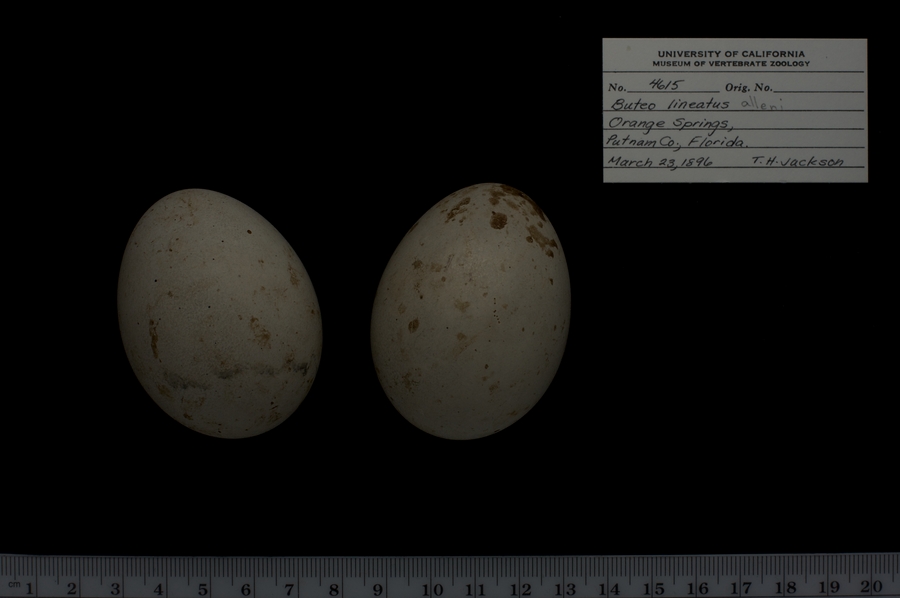 UNIVERSITY OF CALIFORNIA
MUSEUM OF VERTEBRATE ZOOLOGY
No. 4615 Orig. No.
Buteo lineatus alleni
Orange Springs,
Putnam Co., Florida.
March 23, 1896 T. H. Jackson
cm 1 2 3 4 5 6 7 8 9 10 11 12 13 14 15 16 17 18 19 20